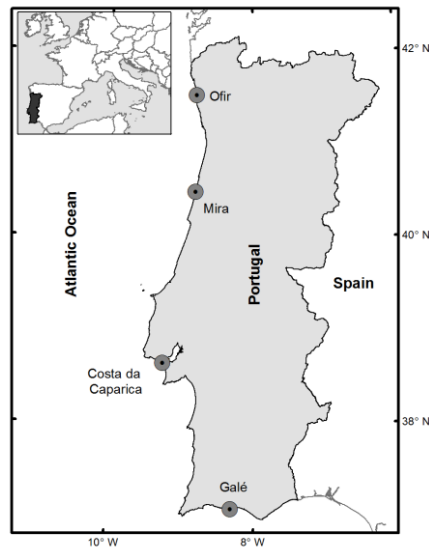 42° N
Ofir
Mira
Atlantic Ocean
40° N
Portugal
Spain
Costa da
Caparica
38° N
Galé
10° W
8° W